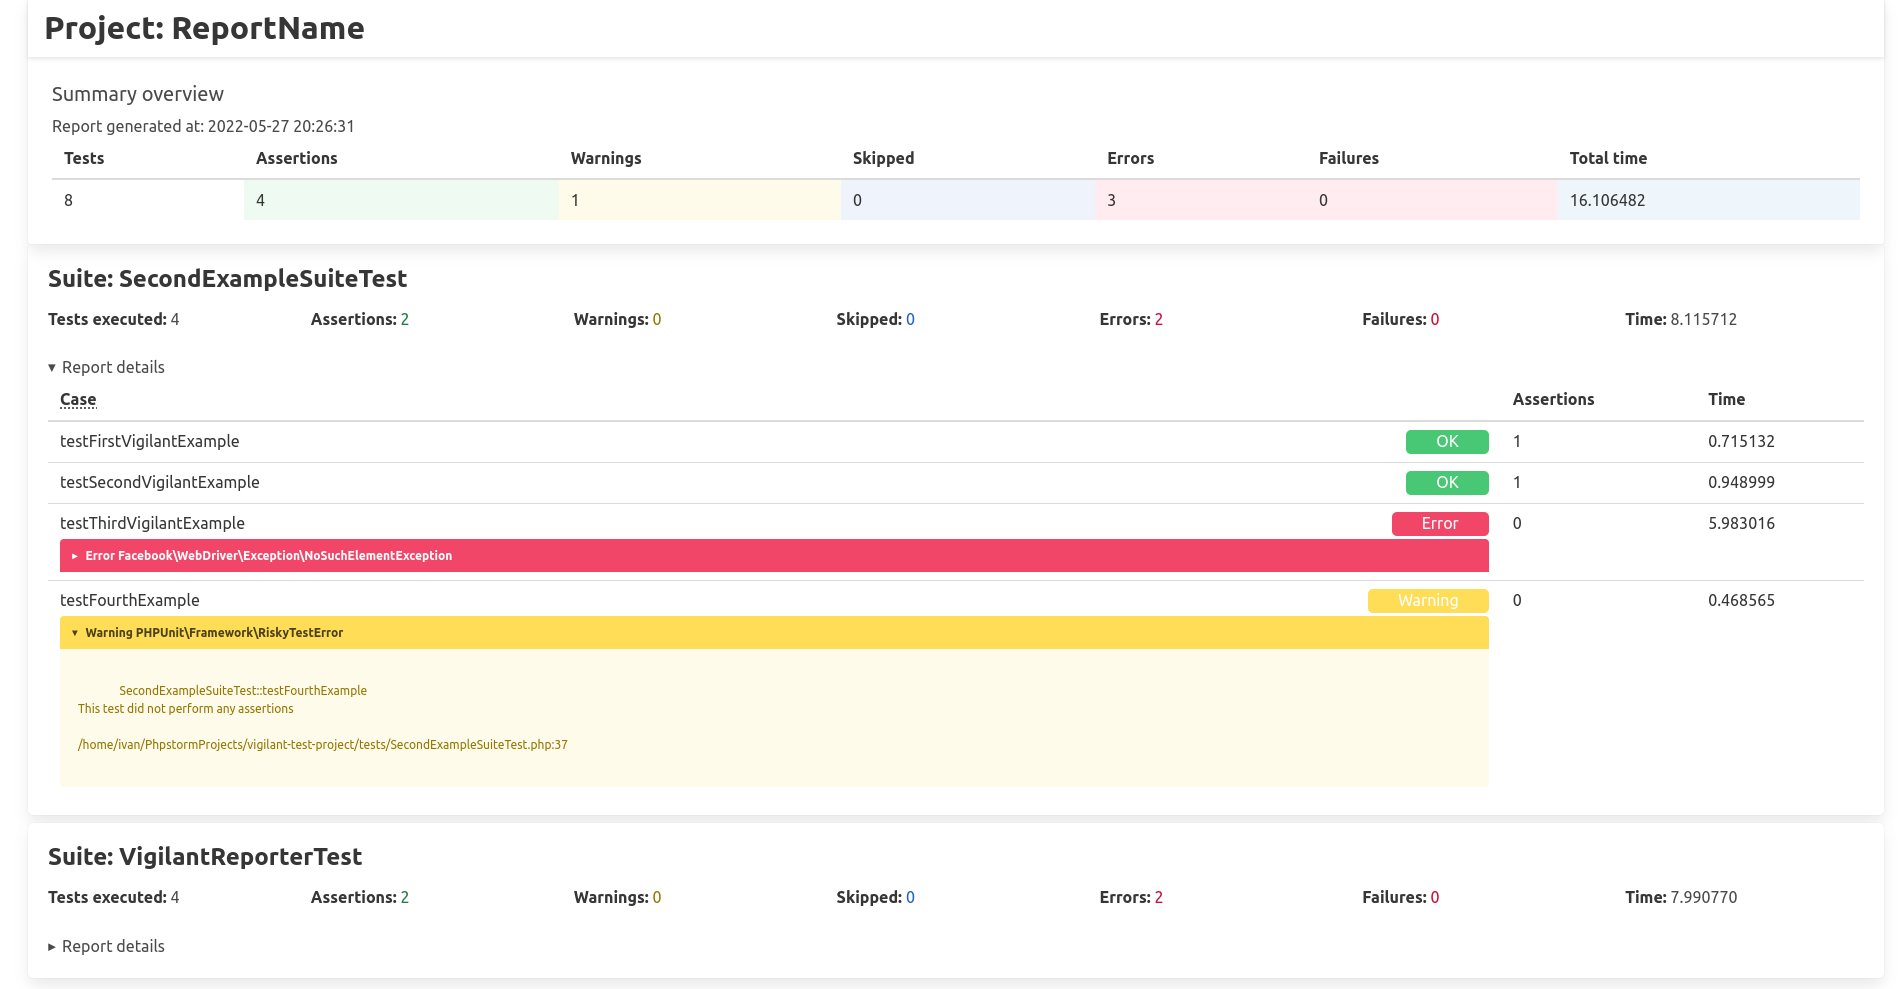 Project: ReportName
Summary overview
Report generated at: 2022-05-27 20:26:31
Tests Assertions Warnings Skipped Errors Failures Total time
8 4 1 0 3 0 16.106482
Suite: SecondExampleSuiteTest
Tests executed: 4 Assertions: 2 Warnings: 0 Skipped: 0 Errors: 2 Failures: 0 Time: 8.115712
▾ Report details
Case Assertions Time
testFirstVigilantExample OK 1 0.715132
testSecondVigilantExample OK 1 0.948999
testThirdVigilantExample Error 0 5.983016
▸ Error Facebook\WebDriver\Exception\NoSuchElementException
testFourthExample Warning 0 0.468565
▾ Warning PHPUnit\Framework\RiskyTestError
SecondExampleSuiteTest::testFourthExample
This test did not perform any assertions
/home/ivan/PhpstormProjects/vigilant-test-project/tests/SecondExampleSuiteTest.php:37
Suite: VigilantReporterTest
Tests executed: 4 Assertions: 2 Warnings: 0 Skipped: 0 Errors: 2 Failures: 0 Time: 7.990770
▸ Report details